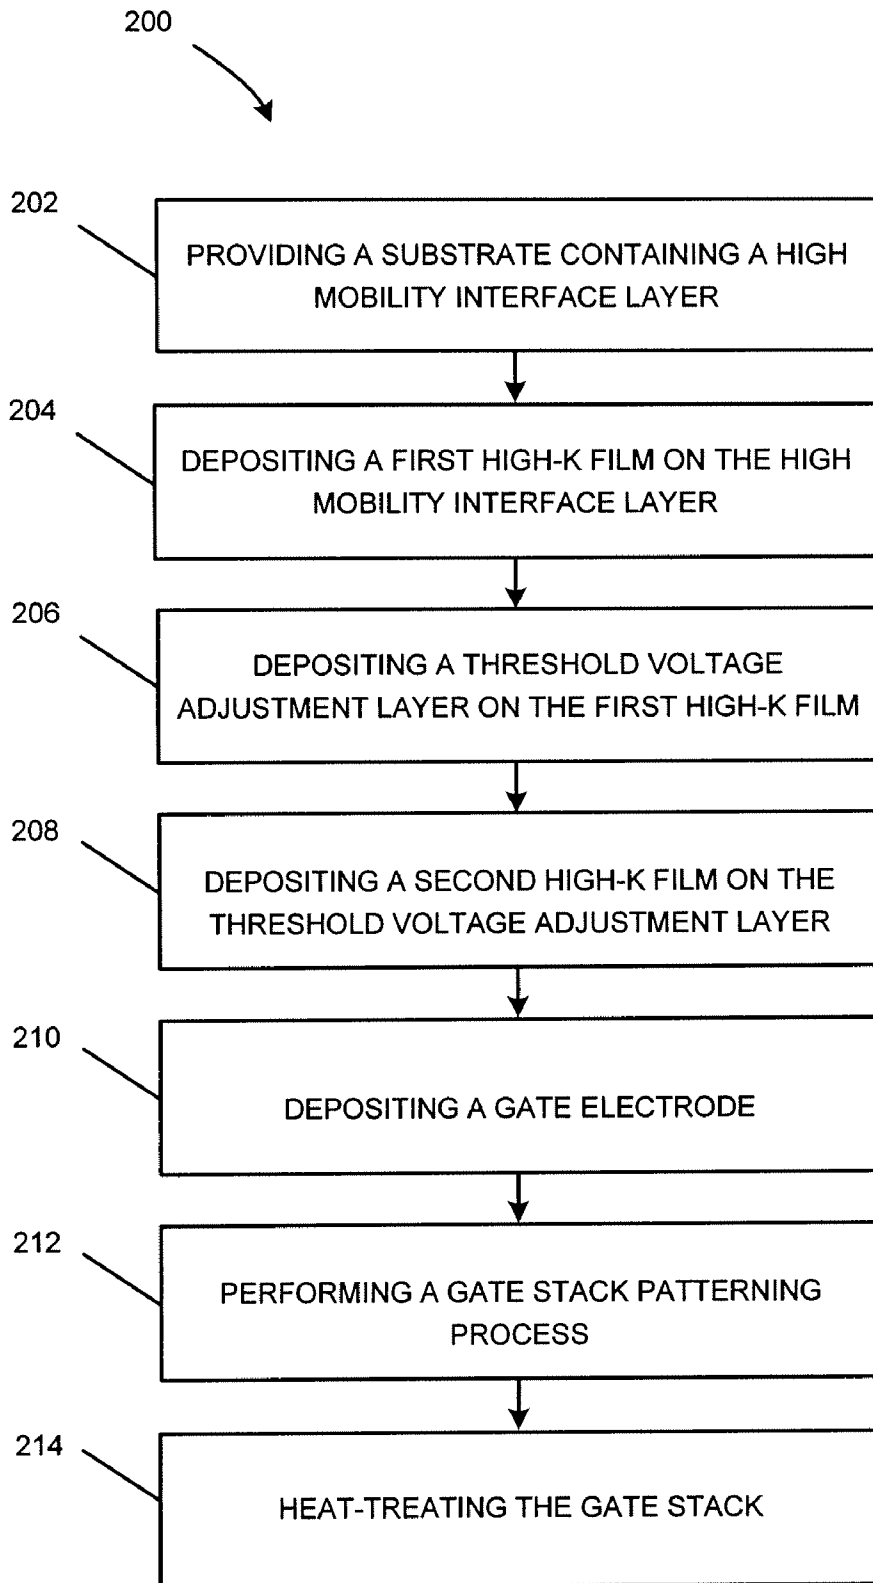 200
202
PROVIDING A SUBSTRATE CONTAINING A HIGH
MOBILITY INTERFACE LAYER
204
DEPOSITING A FIRST HIGH-K FILM ON THE HIGH
MOBILITY INTERFACE LAYER
206
DEPOSITING A THRESHOLD VOLTAGE
ADJUSTMENT LAYER ON THE FIRST HIGH-K FILM
208
DEPOSITING A SECOND HIGH-K FILM ON THE
THRESHOLD VOLTAGE ADJUSTMENT LAYER
210
DEPOSITING A GATE ELECTRODE
212
PERFORMING A GATE STACK PATTERNING
PROCESS
214
HEAT-TREATING THE GATE STACK